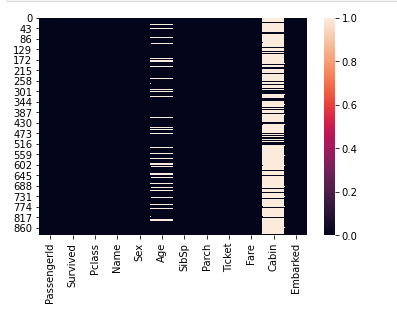 0
43
86
129
172
215
258
301
344
387
430
473
516
559
602
645
688
731
774
817
860
PassengerId
Survived
Pclass
Name
Sex
Age
SibSp
Parch
Ticket
Fare
Cabin
Embarked
1.0
0.8
0.6
0.4
0.2
0.0